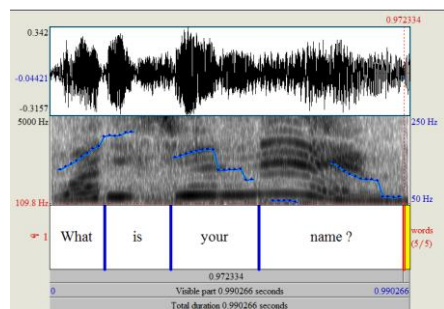 0.972334
0.342
-0.04421
-0.3157
5000 Hz 250 Hz
109.8 Hz 50 Hz
1 What is your name ? words (5/5)
0.972334
0 Visible part 0.990266 seconds 0.990266
Total duration 0.990266 seconds